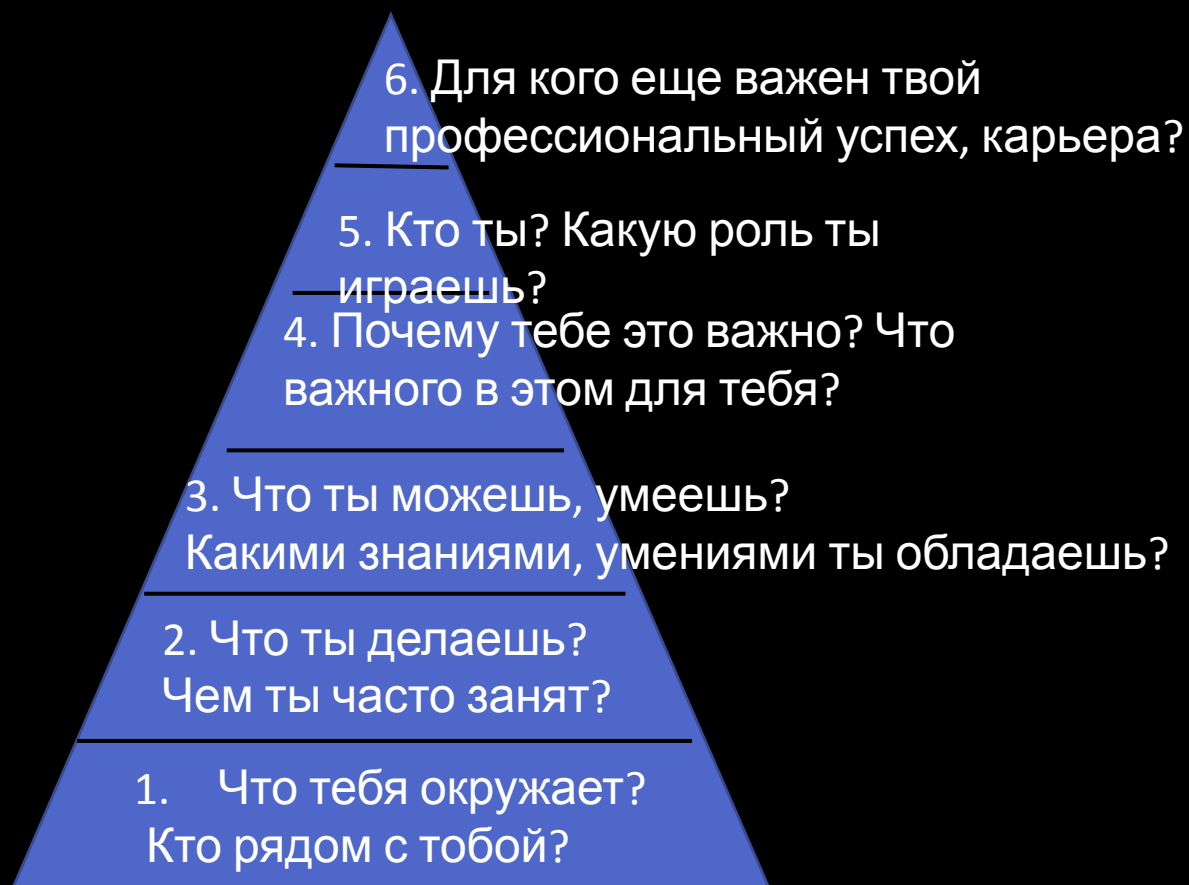 6. Для кого еще важен твой
профессиональный успех, карьера?
5. Кто ты? Какую роль ты
играешь?
4. Почему тебе это важно? Что
важного в этом для тебя?
3. Что ты можешь, умеешь?
Какими знаниями, умениями ты обладаешь?
2. Что ты делаешь?
Чем ты часто занят?
1. Что тебя окружает?
Кто рядом с тобой?